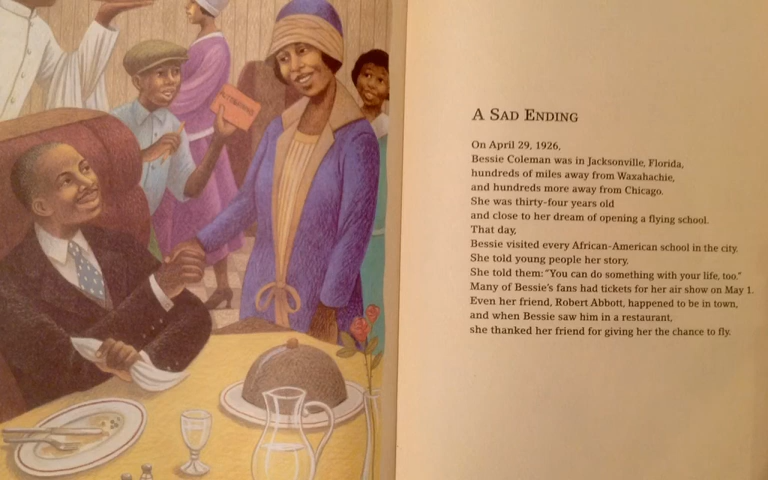 A SAD ENDING
On April 29, 1926,
Bessie Coleman was in Jacksonville, Florida,
hundreds of miles away from Waxahachie,
and hundreds more away from Chicago.
She was thirty-four years old
and close to her dream of opening a flying school.
That day,
Bessie visited every African-American school in the city.
She told young people her story.
She told them: “You can do something with your life, too.”
Many of Bessie's fans had tickets for her air show on May 1.
Even her friend, Robert Abbott, happened to be in town,
and when Bessie saw him in a restaurant,
she thanked her friend for giving her the chance to fly.